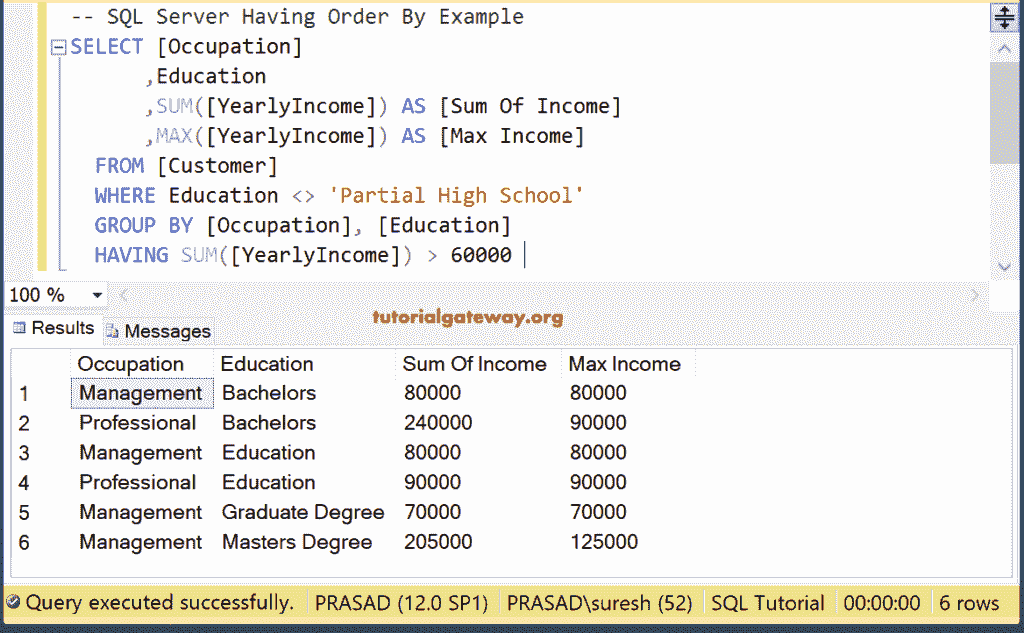 -- SQL Server Having Order By Example
SELECT [Occupation]
,Education
,SUM([YearlyIncome]) AS [Sum Of Income]
,MAX([YearlyIncome]) AS [Max Income]
FROM [Customer]
WHERE Education <> 'Partial High School'
GROUP BY [Occupation], [Education]
HAVING SUM([YearlyIncome]) > 60000
100 %
tutorialgateway.org
Results Messages
Occupation Education Sum Of Income Max Income
1 Management Bachelors 80000 80000
2 Professional Bachelors 240000 90000
3 Management Education 80000 80000
4 Professional Education 90000 90000
5 Management Graduate Degree 70000 70000
6 Management Masters Degree 205000 125000
Query executed successfully. PRASAD (12.0 SP1) PRASAD\suresh (52) SQL Tutorial 00:00:00 6 rows